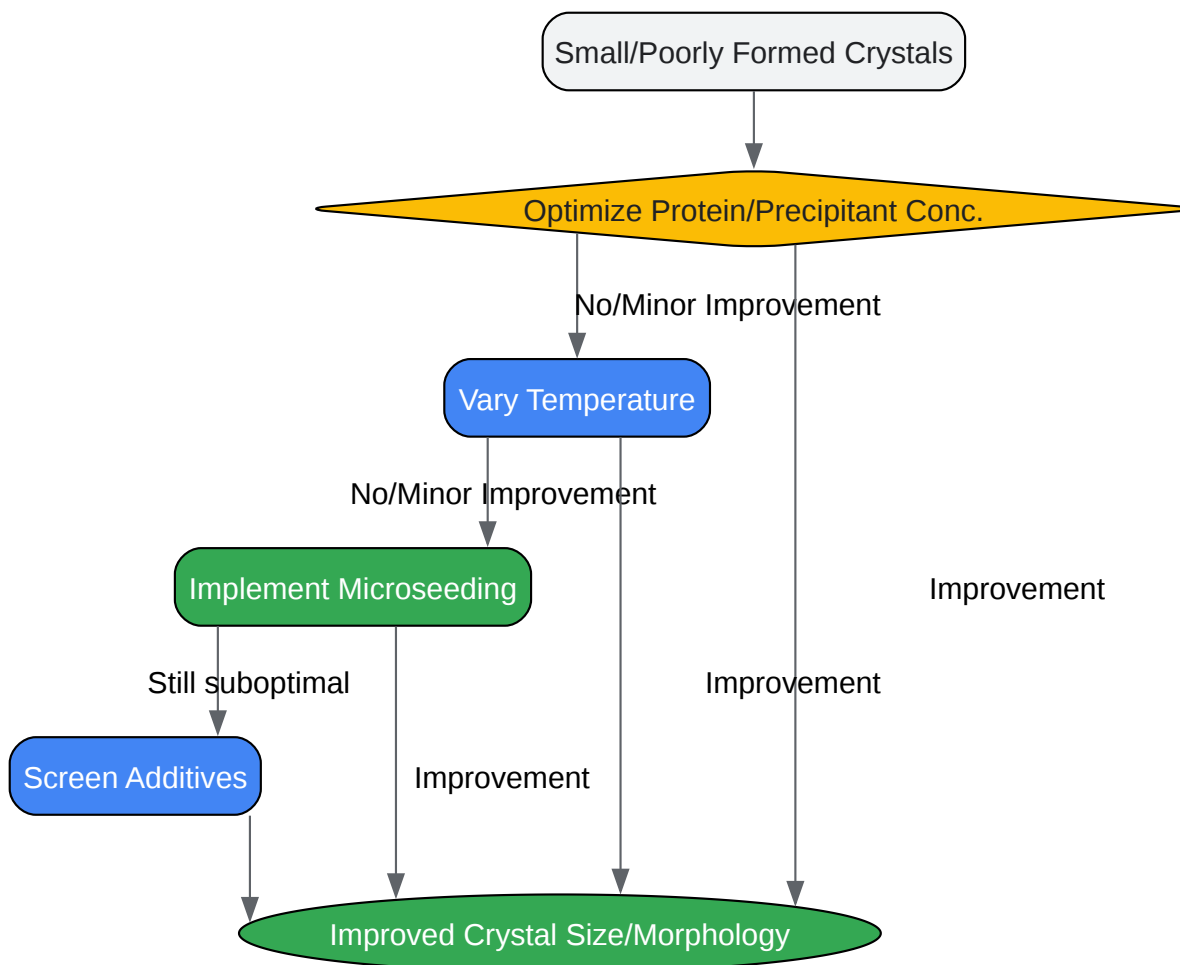 Small/Poorly Formed Crystals
Optimize Protein/Precipitant Conc.
No/Minor Improvement
Vary Temperature
No/Minor Improvement
Implement Microseeding
Improvement
Still suboptimal
Improvement
Screen Additives
Improvement
Improved Crystal Size/Morphology